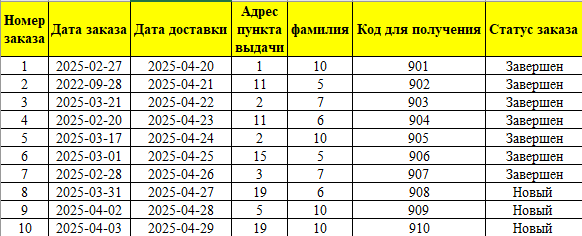 Номер заказа Дата заказа Дата доставки Адрес пункта выдачи фамилия Код для получения Статус заказа
1 2025-02-27 2025-04-20 1 10 901 Завершен
2 2022-09-28 2025-04-21 11 5 902 Завершен
3 2025-03-21 2025-04-22 2 7 903 Завершен
4 2025-02-20 2025-04-23 11 6 904 Завершен
5 2025-03-17 2025-04-24 2 10 905 Завершен
6 2025-03-01 2025-04-25 15 5 906 Завершен
7 2025-02-28 2025-04-26 3 7 907 Завершен
8 2025-03-31 2025-04-27 19 6 908 Новый
9 2025-04-02 2025-04-28 5 10 909 Новый
10 2025-04-03 2025-04-29 19 10 910 Новый